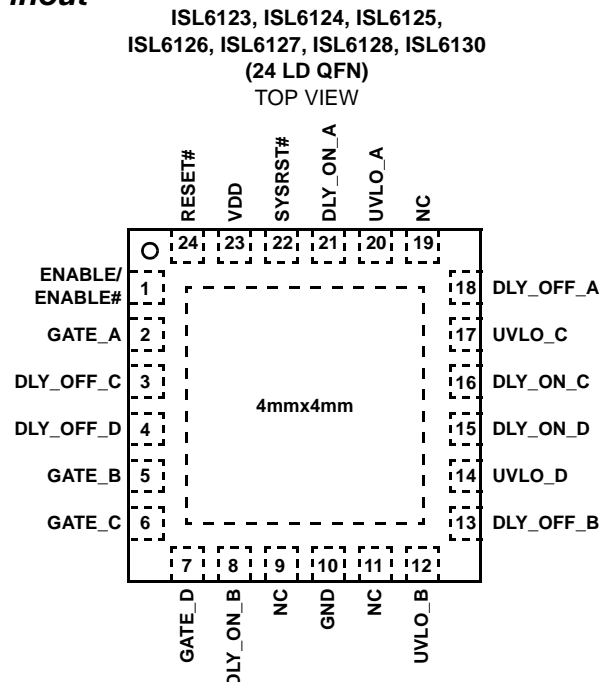 inout
ISL6123, ISL6124, ISL6125,
ISL6126, ISL6127, ISL6128, ISL6130
(24 LD QFN)
TOP VIEW
RESET#
VDD
SYSRST#
DLY_ON_A
UVLO_A
NC
24 23 22 21 20 19
ENABLE/
ENABLE#
1
GATE_A 2
DLY_OFF_C 3
DLY_OFF_D 4
GATE_B 5
GATE_C 6
4mmx4mm
18 DLY_OFF_A
17 UVLO_C
16 DLY_ON_C
15 DLY_ON_D
14 UVLO_D
13 DLY_OFF_B
7 8 9 10 11 12
GATE_D
DLY_ON_B
NC
GND
NC
UVLO_B